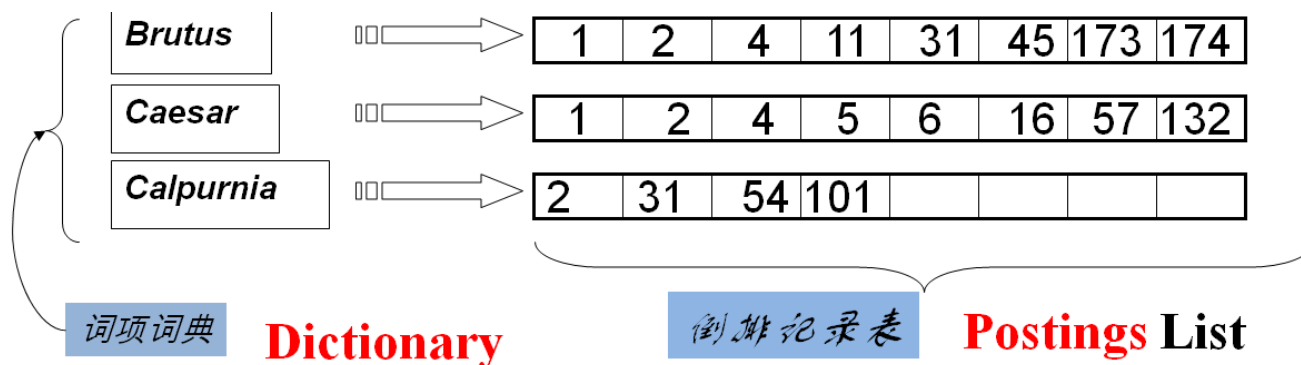 Brutus 1 2 4 11 31 45 173 174
Caesar 1 2 4 5 6 16 57 132
Calpurnia 2 31 54 101
词项词典 Dictionary 倒排记录表 Postings List